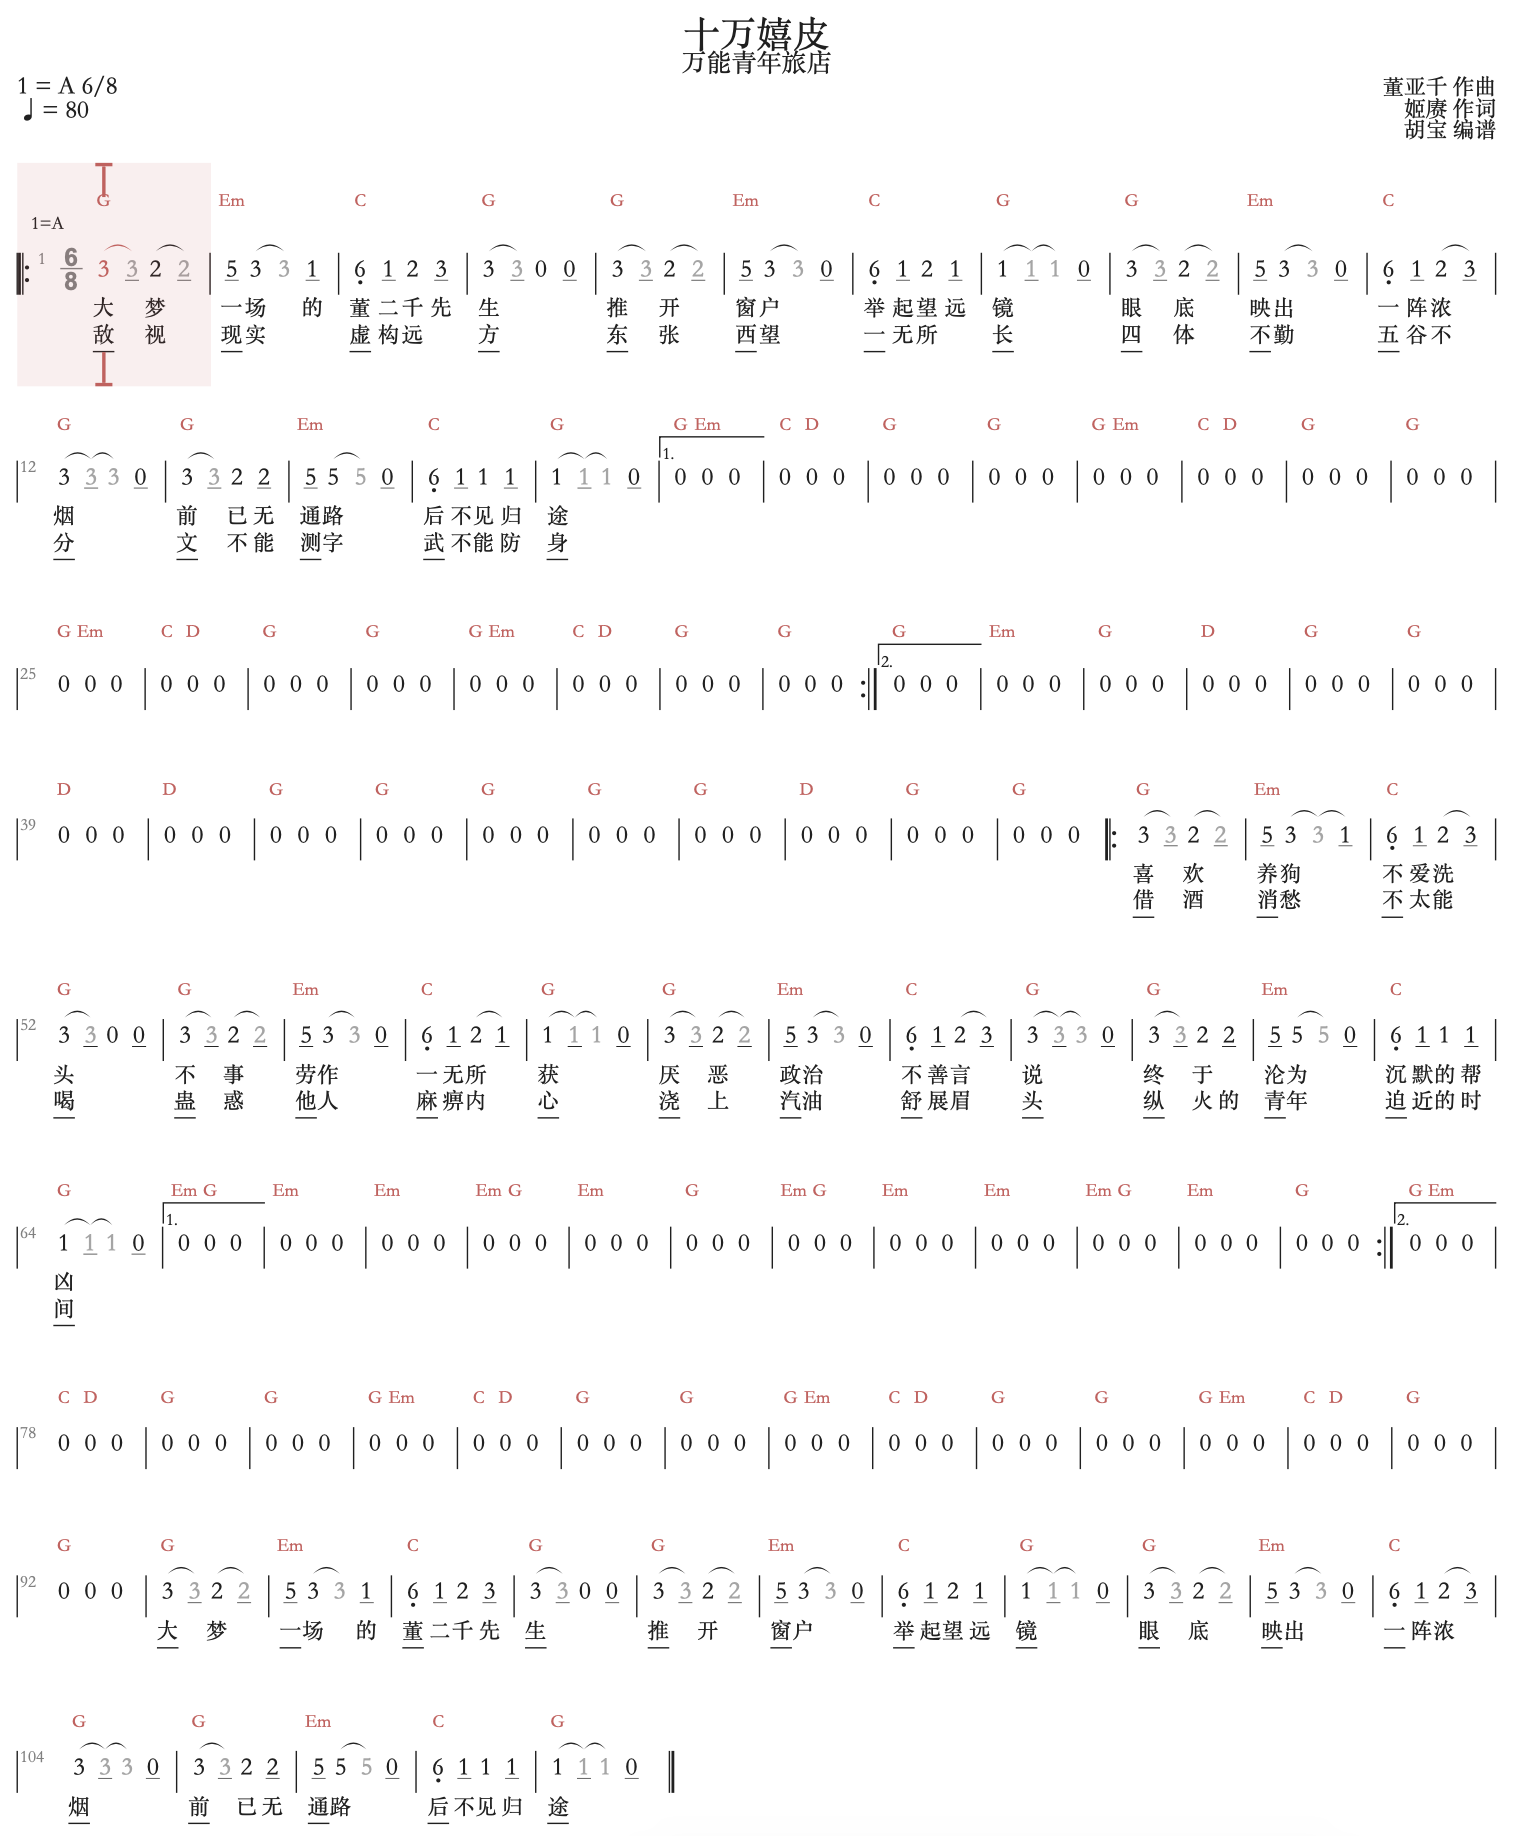 十万嬉皮
万能青年旅店
1 = A 6/8
♩ = 80
董亚千 作曲
姬赓 作词
胡宝 编谱
G Em C G G Em C G G Em C
1=A
1 6/8 3 3 2 2 5 3 3 1 6 1 2 3 3 3 0 0 3 3 2 2 5 3 3 0 6 1 2 1 1 1 1 0 3 3 2 2 5 3 3 0 6 1 2 3
大 梦 一场 的 董 二千 先 生 推 开 窗户 举 起望 远 镜 眼 底 映出 一 阵浓
敌 视 现实 虚 构远 方 东 张 西望 一 无所 长 四 体 不勤 五 谷不
G G Em C G G Em C D G G G Em C D G G
12 3 3 3 0 3 3 2 2 5 5 5 0 6 1 1 1 1 1 1 0 1. 0 0 0 0 0 0 0 0 0 0 0 0 0 0 0 0 0 0 0 0 0 0 0 0
烟 前 已无 通路 后 不见 归 途
分 文 不 能 测字 武 不能 防 身
G Em C D G G G Em C D G G G Em G D G G
25 0 0 0 0 0 0 0 0 0 0 0 0 0 0 0 0 0 0 0 0 0 0 0 0 2. 0 0 0 0 0 0 0 0 0 0 0 0 0 0 0 0 0 0
D D G G G G G D G G G Em C
39 0 0 0 0 0 0 0 0 0 0 0 0 0 0 0 0 0 0 0 0 0 0 0 0 0 0 0 0 0 0 3 3 2 2 5 3 3 1 6 1 2 3
喜 欢 养狗 不 爱洗
借 酒 消愁 不 太能
G G Em C G G Em C G G Em C
52 3 3 0 0 3 3 2 2 5 3 3 0 6 1 2 1 1 1 1 0 3 3 2 2 5 3 3 0 6 1 2 3 3 3 3 0 3 3 2 2 5 5 5 0 6 1 1 1
头 不 事 劳作 一 无所 获 厌 恶 政治 不 善言 说 终 于 沦为 沉 默的 帮
喝 蛊 惑 他人 麻 痹内 心 浇 上 汽油 舒 展眉 头 纵 火 的 青年 迫 近的 时
G Em G Em Em Em G Em G Em G Em Em Em G Em G G Em
64 1 1 1 0 1. 0 0 0 0 0 0 0 0 0 0 0 0 0 0 0 0 0 0 0 0 0 0 0 0 0 0 0 0 0 0 0 0 0 0 0 0 2. 0 0 0
凶
间
C D G G G Em C D G G G Em C D G G G Em C D G
78 0 0 0 0 0 0 0 0 0 0 0 0 0 0 0 0 0 0 0 0 0 0 0 0 0 0 0 0 0 0 0 0 0 0 0 0 0 0 0 0 0 0
G G Em C G G Em C G G Em C
92 0 0 0 3 3 2 2 5 3 3 1 6 1 2 3 3 3 0 0 3 3 2 2 5 3 3 0 6 1 2 1 1 1 1 0 3 3 2 2 5 3 3 0 6 1 2 3
大 梦 一场 的 董 二千 先 生 推 开 窗户 举 起望 远 镜 眼 底 映出 一 阵浓
G G Em C G
104 3 3 3 0 3 3 2 2 5 5 5 0 6 1 1 1 1 1 1 0
烟 前 已无 通路 后 不见 归 途